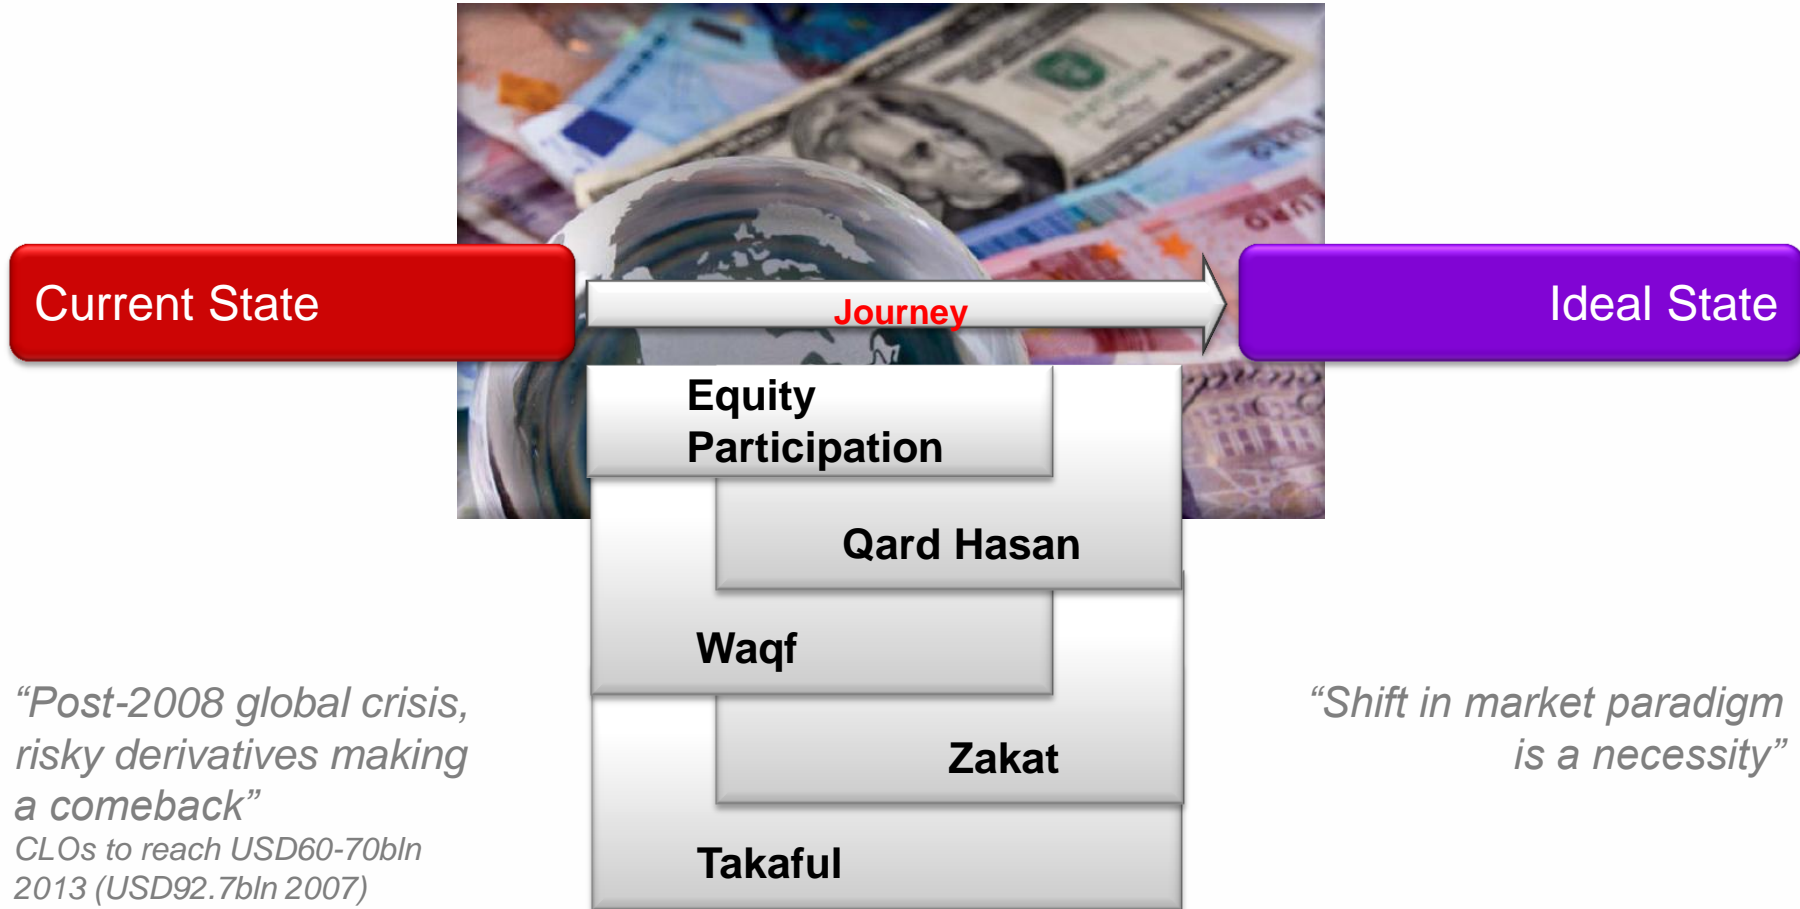 Current State
Journey
Ideal State
Equity
Participation
Qard Hasan
Waqf
Zakat
Takaful
“Post-2008 global crisis,
risky derivatives making
a comeback”
CLOs to reach USD60-70bln
2013 (USD92.7bln 2007)
“Shift in market paradigm
is a necessity”